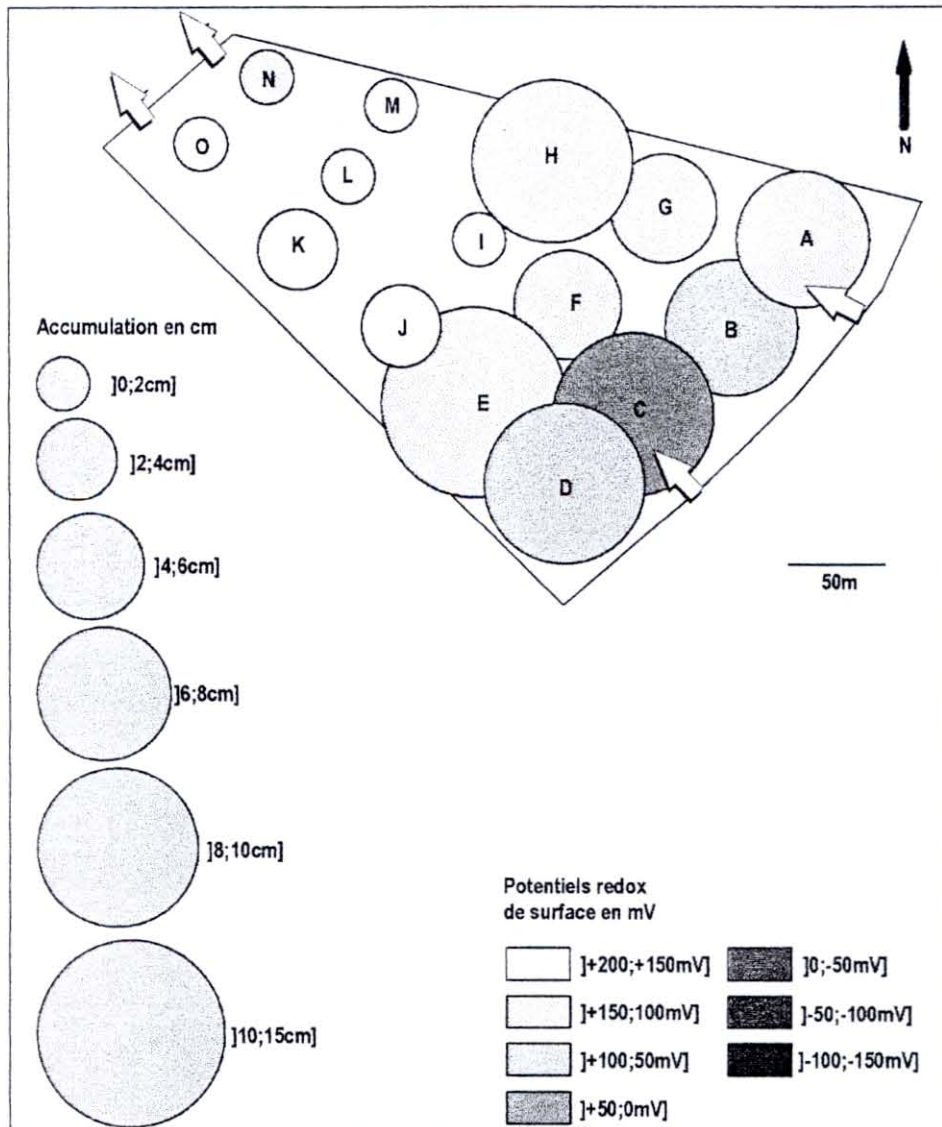 N
M
N
O
H
L
G
A
K
I
F
B
J
Accumulation en cm
E
C
]0;2cm]
]2;4cm]
D
50m
]4;6cm]
]6;8cm]
]8;10cm]
Potentiels redox
de surface en mV
]+200;+150mV]
]0;-50mV]
]+150;100mV]
]-50;-100mV]
]10;15cm]
]+100;50mV]
]-100;-150mV]
]+50;0mV]